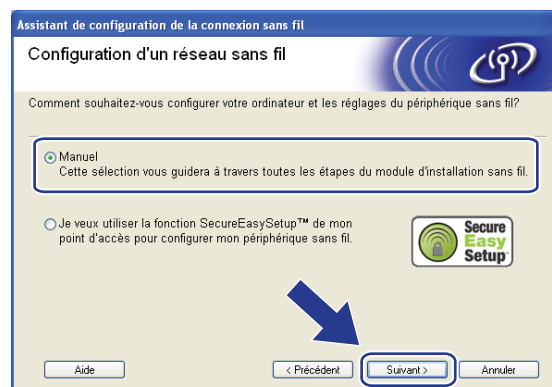 Assistant de configuration de la connexion sans fil
Configuration d'un réseau sans fil
Comment souhaitez-vous configurer votre ordinateur et les réglages du périphérique sans fil?
Manuel
Cette sélection vous guidera à travers toutes les étapes du module d'installation sans fil.
Je veux utiliser la fonction SecureEasySetup™ de mon
point d'accès pour configurer mon périphérique sans fil.
Secure
Easy
Setup
Aide
< Précédent
Suivant >
Annuler